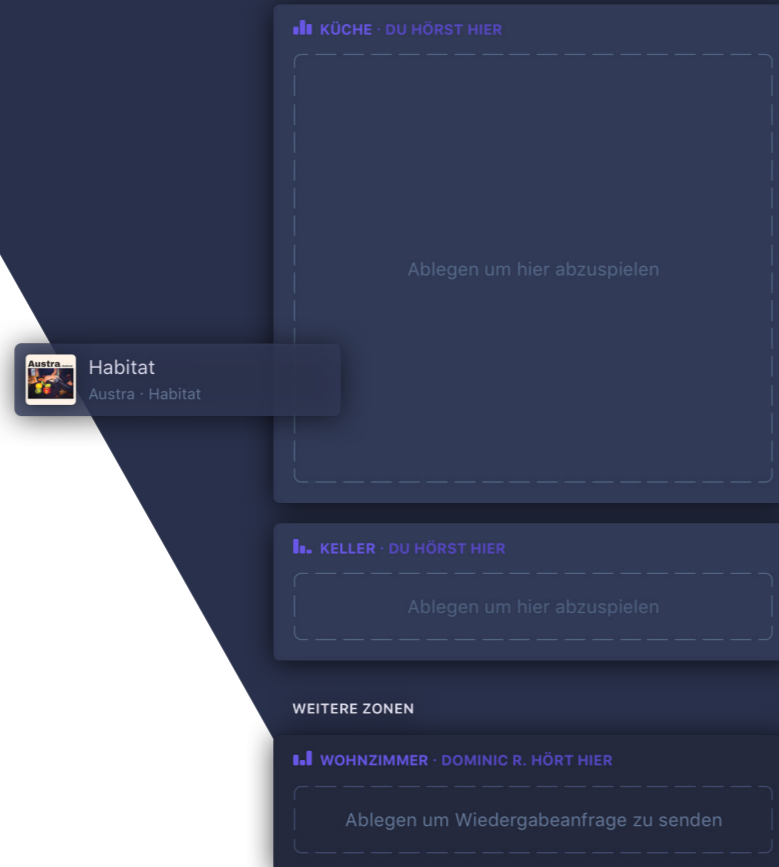 KÜCHE · DU HÖRST HIER
Ablegen um hier abzuspielen
Austra
Habitat
Austra · Habitat
KELLER · DU HÖRST HIER
Ablegen um hier abzuspielen
WEITERE ZONEN
WOHNZIMMER · DOMINIC R. HÖRT HIER
Ablegen um Wiedergabeanfrage zu senden